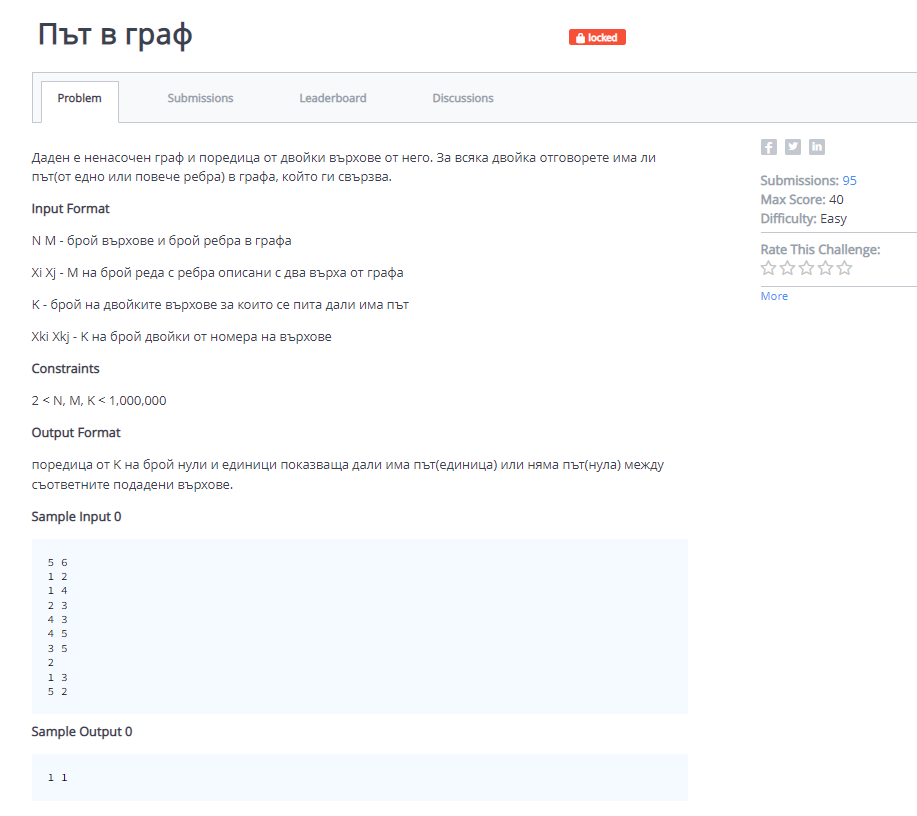 Път в граф
locked
Problem
Submissions
Leaderboard
Discussions
Даден е ненасочен граф и поредица от двойки върхове от него. За всяка двойка отговорете има ли
път(от едно или повече ребра) в графа, който ги свързва.
Input Format
N M - брой върхове и брой ребра в графа
Xi Xj - M на брой реда с ребра описани с два върха от графа
K - брой на двойките върхове за които се пита дали има път
Xki Xkj - K на брой двойки от номера на върхове
Constraints
2 < N, M, K < 1,000,000
Output Format
поредица от K на брой нули и единици показваща дали има път(единица) или няма път(нула) между
съответните подадени върхове.
Sample Input 0
5 6
1 2
1 4
2 3
4 3
4 5
3 5
2
1 3
5 2
Sample Output 0
1 1
Submissions: 95
Max Score: 40
Difficulty: Easy
Rate This Challenge:
More